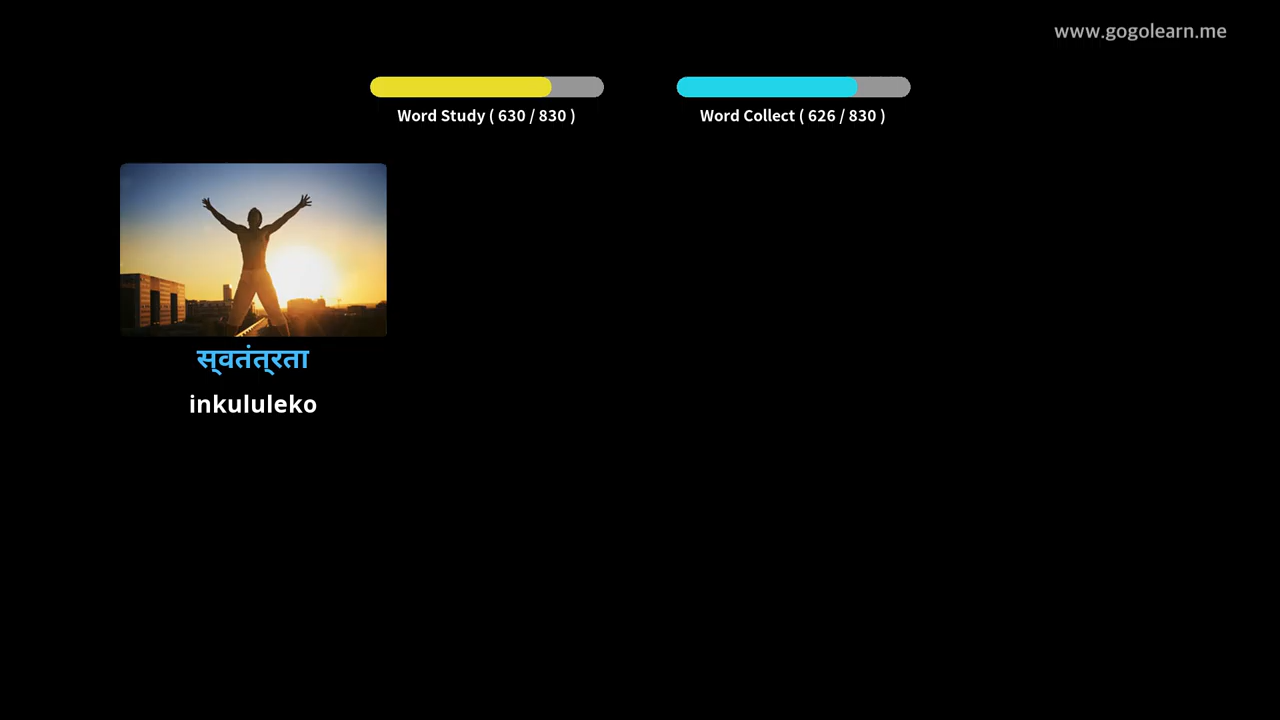 www.gogolearn.me
Word Study ( 630 / 830 )
Word Collect ( 626 / 830 )
स्वतंत्रता
inkululeko